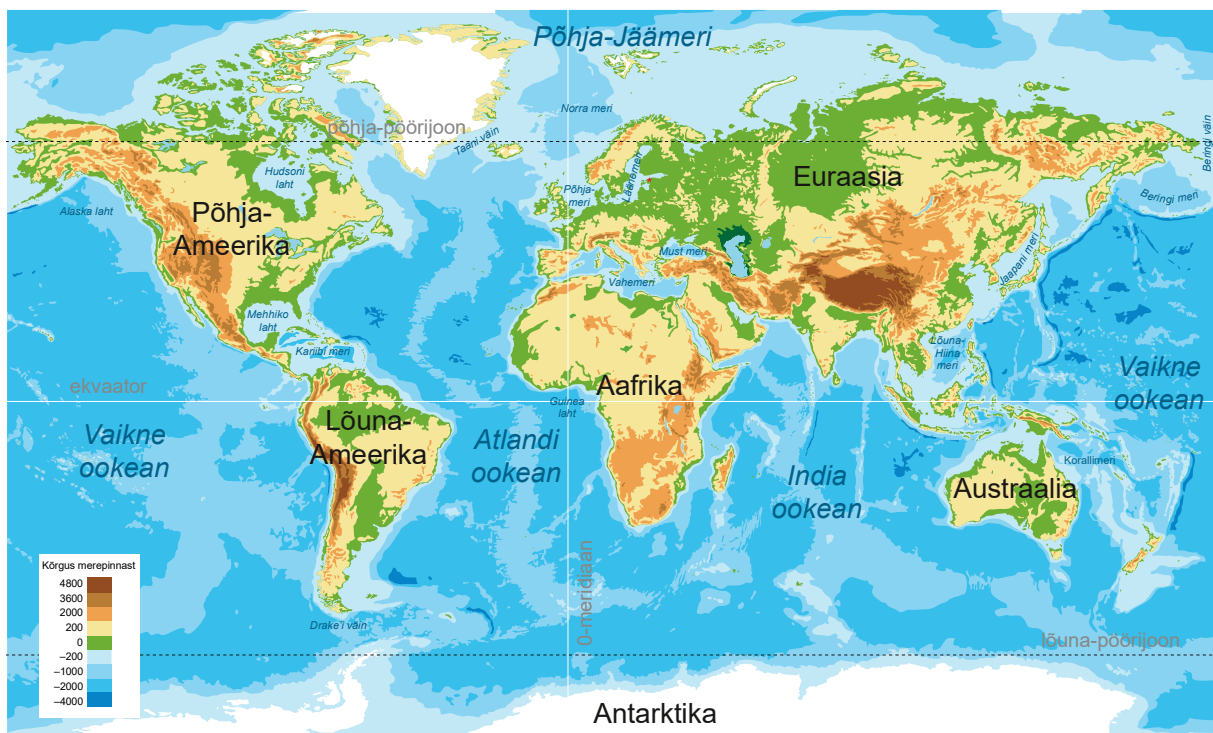 Põhja-Jäämeri
Norra meri
põhja-pöörijoon
Taani väin
Beringi väin
Hudsoni
laht
Euraasia
Läänemeri
Põhja-
meri
Beringi meri
Alaska laht
Põhja-
Ameerika
Must meri
Jaapani meri
Vahemeri
Mehhiko
laht
Kariibi meri
Lõuna-
Hiina
meri
Vaikne
ookean
ekvaator
Aafrika
Guinea
laht
Lõuna-
Ameerika
Vaikne
ookean
Atlandi
ookean
India
ookean
Korallimeri
Austraalia
0-meridiaan
Kõrgus merepinnast
4800
3600
2000
200
0
–200
–1000
–2000
–4000
Drake'i väin
lõuna-pöörijoon
Antarktika